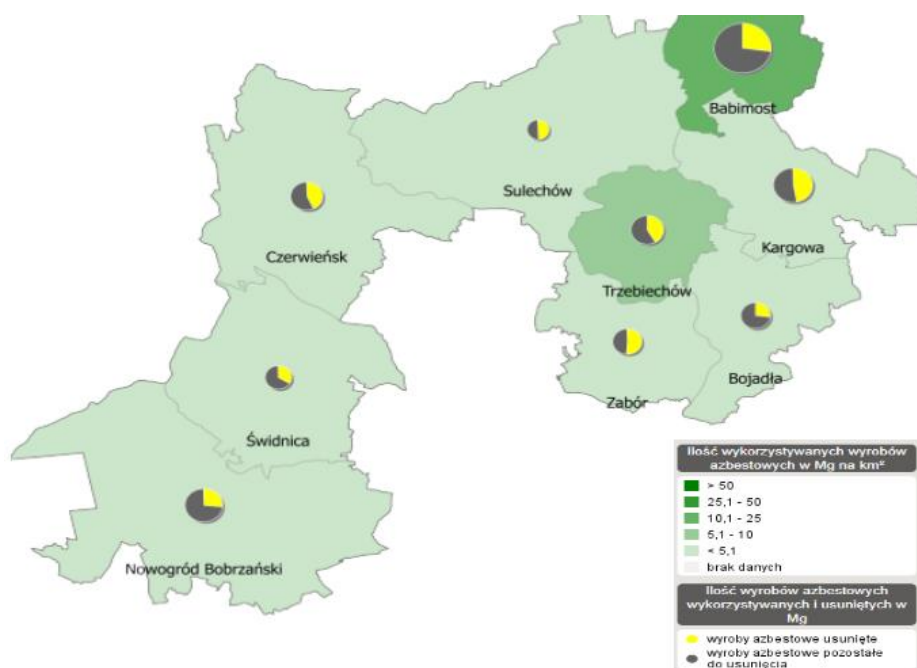 Babimost
Sulechów
Kargowa
Czerwieńsk
Trzebiechów
Bojadła
Zabór
Świdnica
Nowogród Bobrzański
Ilość wykorzystywanych wyrobów
azbestowych w Mg na km²
> 50
25,1 - 50
10,1 - 25
5,1 - 10
< 5,1
brak danych
Ilość wyrobów azbestowych
wykorzystywanych i usuniętych w
Mg
wyroby azbestowe usunięte
wyroby azbestowe pozostałe
do usunięcia